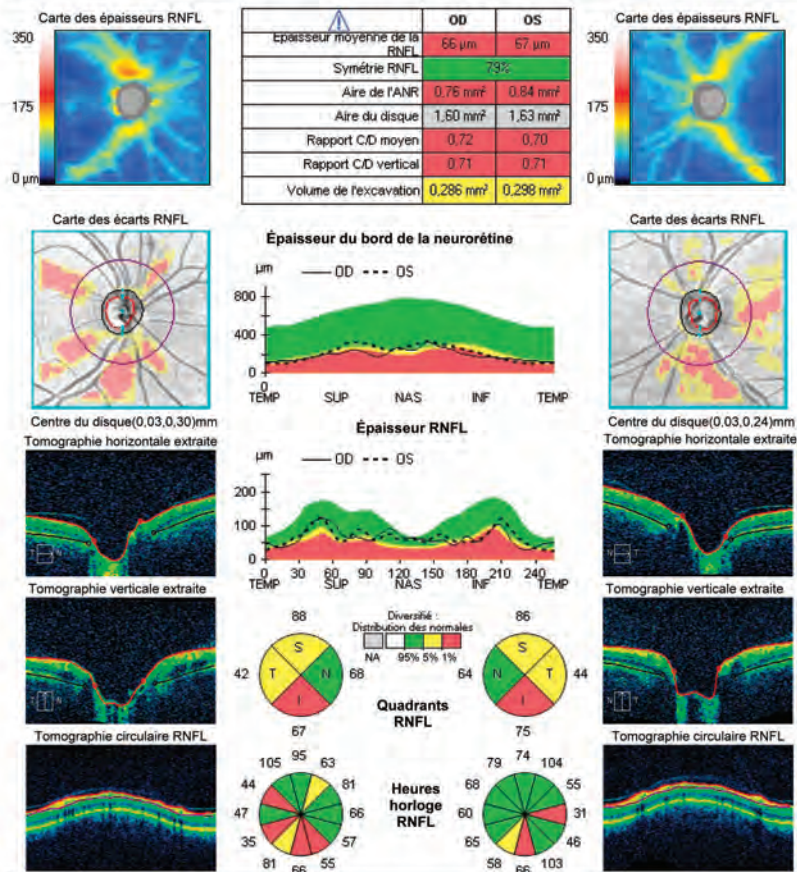 Carte des épaisseurs RNFL
350
175
0 µm
OD OS
Epaisseur moyenne de la RNFL 66 µm 67 µm
Symétrie RNFL 79%
Aire de l'ANR 0,76 mm² 0,84 mm²
Aire du disque 1,60 mm² 1,63 mm²
Rapport C/D moyen 0,72 0,70
Rapport C/D vertical 0,71 0,71
Volume de l'excavation 0,286 mm³ 0,298 mm³
Carte des épaisseurs RNFL
350
175
0 µm
Carte des écarts RNFL
Centre du disque(0,03,0,30)mm
Épaisseur du bord de la neurorétine
µm OD OS
800
400
0
TEMP SUP NAS INF TEMP
Carte des écarts RNFL
Centre du disque(0,03,0,24)mm
Tomographie horizontale extraite
T N
Épaisseur RNFL
µm OD OS
200
100
0
0 30 60 90 120 150 180 210 240
TEMP SUP NAS INF TEMP
Tomographie horizontale extraite
T N
Tomographie verticale extraite
Diversifié :
Distribution des normales
NA 95% 5% 1%
88
S
42 T N 68
I
67
86
S
64 N T 44
I
75
Quadrants
RNFL
Tomographie verticale extraite
Tomographie circulaire RNFL
95
105 63
44 81
47 66
35 57
81 55
66
Heures
horloge
RNFL
74
79 104
68 55
60 31
65 46
58 103
66
Tomographie circulaire RNFL